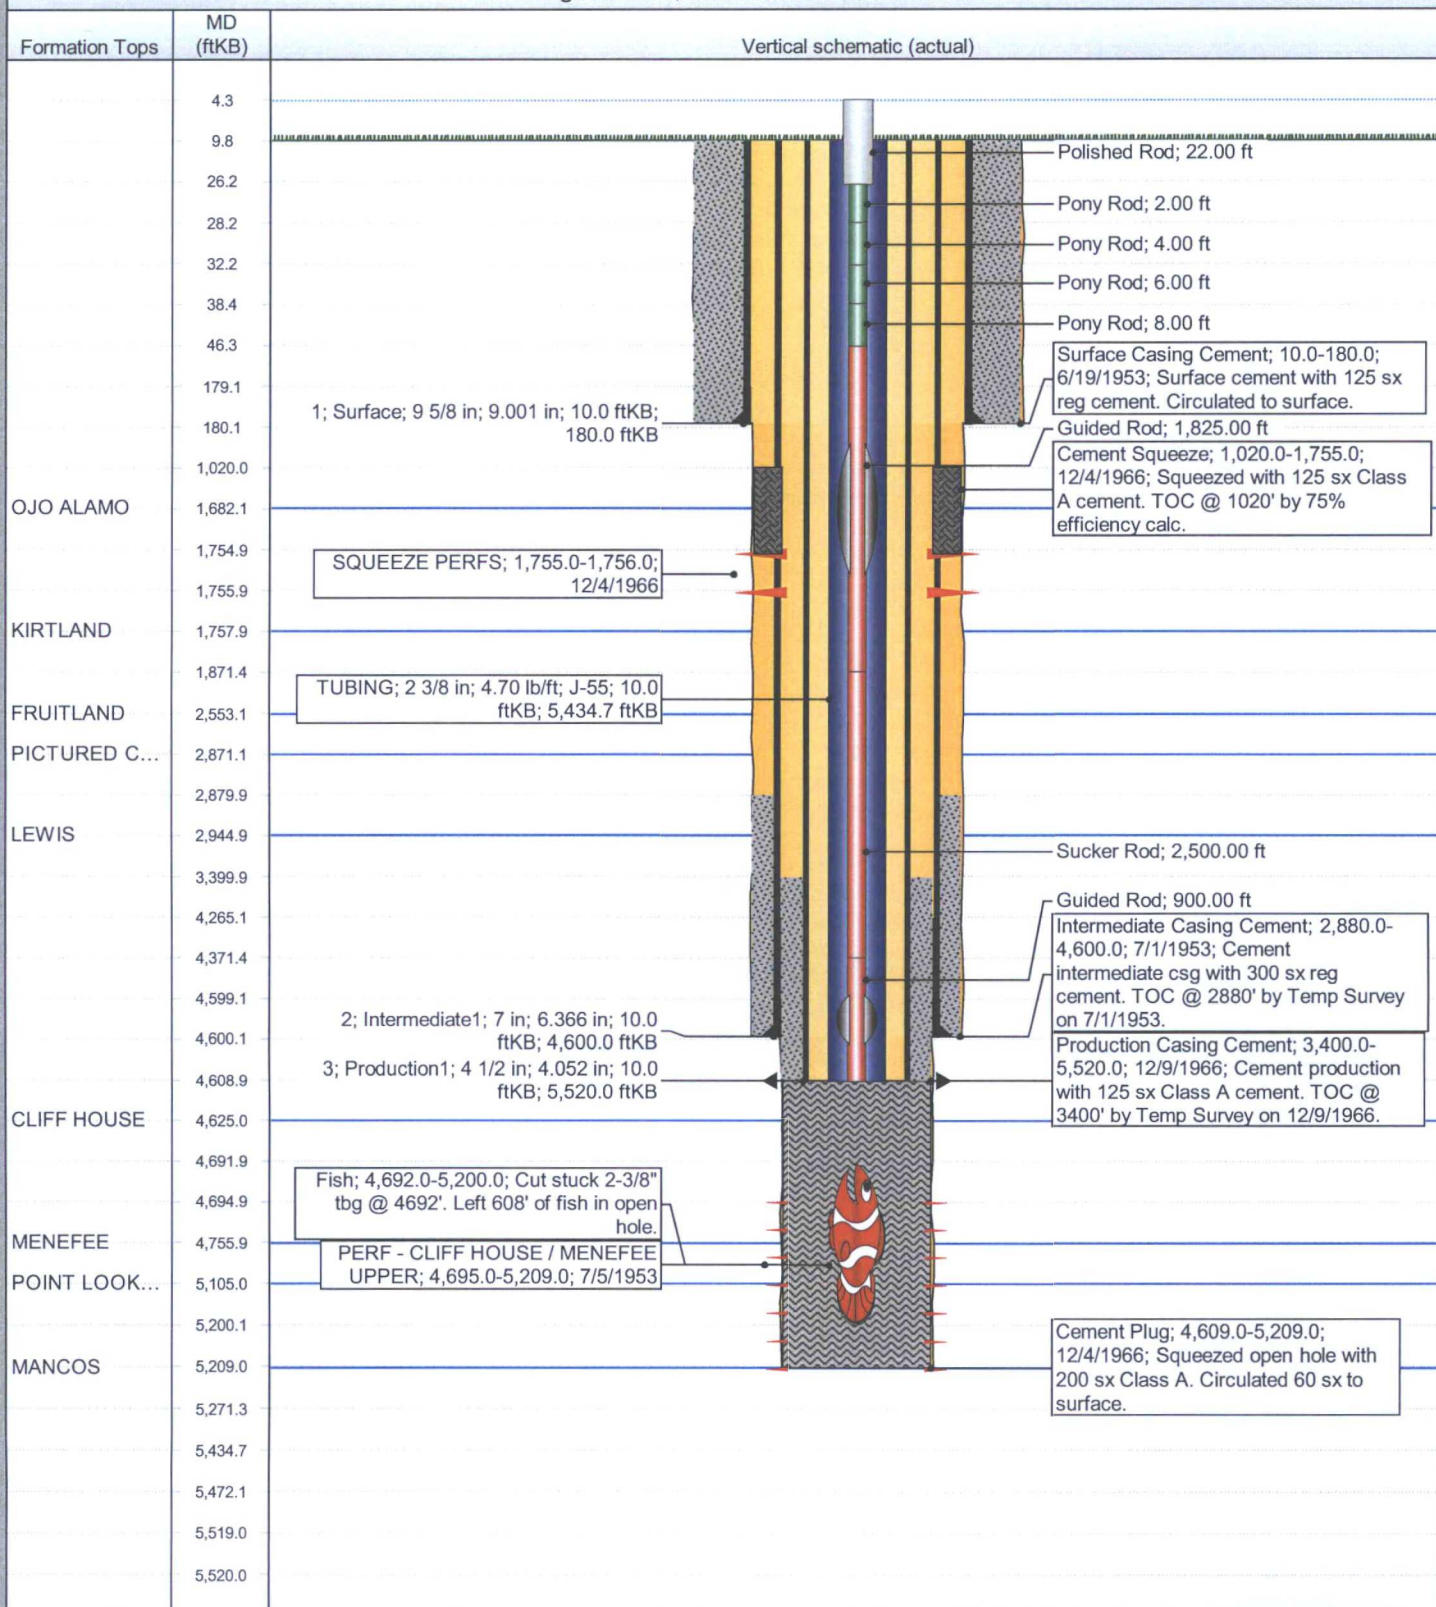 Formation Tops
MD
(ftKB)
Vertical schematic (actual)
4.3
9.8
26.2
28.2
32.2
38.4
46.3
179.1
180.1
1,020.0
OJO ALAMO
1,682.1
1,754.9
1,755.9
KIRTLAND
1,757.9
1,871.4
FRUITLAND
2,553.1
PICTURED C...
2,871.1
2,879.9
LEWIS
2,944.9
3,399.9
4,265.1
4,371.4
4,599.1
4,600.1
4,608.9
CLIFF HOUSE
4,625.0
4,691.9
4,694.9
MENEFEE
4,755.9
POINT LOOK...
5,105.0
5,200.1
MANCOS
5,209.0
5,271.3
5,434.7
5,472.1
5,519.0
5,520.0
1; Surface; 9 5/8 in; 9.001 in; 10.0 ftKB;
180.0 ftKB
SQUEEZE PERFS; 1,755.0-1,756.0;
12/4/1966
TUBING; 2 3/8 in; 4.70 lb/ft; J-55; 10.0
ftKB; 5,434.7 ftKB
2; Intermediate1; 7 in; 6.366 in; 10.0
ftKB; 4,600.0 ftKB
3; Production1; 4 1/2 in; 4.052 in; 10.0
ftKB; 5,520.0 ftKB
Fish; 4,692.0-5,200.0; Cut stuck 2-3/8"
tbg @ 4692'. Left 608' of fish in open
hole.
PERF - CLIFF HOUSE / MENEFEE
UPPER; 4,695.0-5,209.0; 7/5/1953
Polished Rod; 22.00 ft
Pony Rod; 2.00 ft
Pony Rod; 4.00 ft
Pony Rod; 6.00 ft
Pony Rod; 8.00 ft
Surface Casing Cement; 10.0-180.0;
6/19/1953; Surface cement with 125 sx
reg cement. Circulated to surface.
Guided Rod; 1,825.00 ft
Cement Squeeze; 1,020.0-1,755.0;
12/4/1966; Squeezed with 125 sx Class
A cement. TOC @ 1020' by 75%
efficiency calc.
Sucker Rod; 2,500.00 ft
Guided Rod; 900.00 ft
Intermediate Casing Cement; 2,880.0-
4,600.0; 7/1/1953; Cement
intermediate csg with 300 sx reg
cement. TOC @ 2880' by Temp Survey
on 7/1/1953.
Production Casing Cement; 3,400.0-
5,520.0; 12/9/1966; Cement production
with 125 sx Class A cement. TOC @
3400' by Temp Survey on 12/9/1966.
Cement Plug; 4,609.0-5,209.0;
12/4/1966; Squeezed open hole with
200 sx Class A. Circulated 60 sx to
surface.